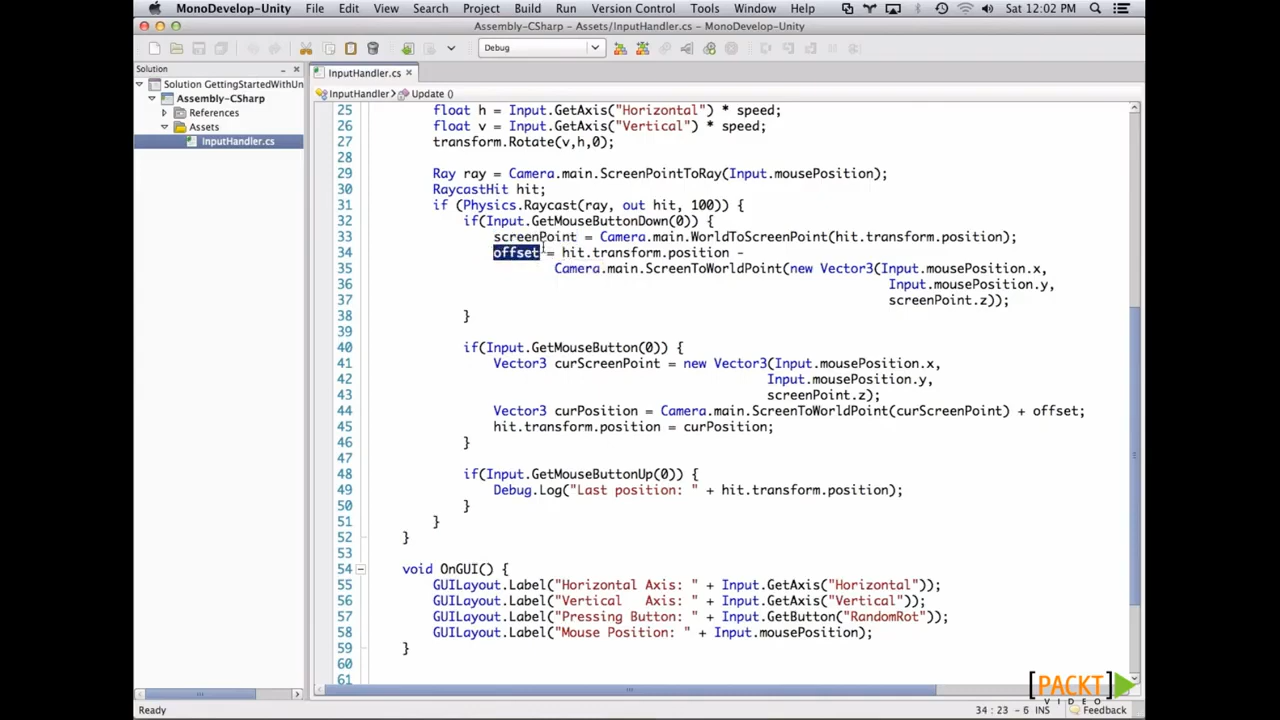 MonoDevelop-Unity File Edit View Search Project Build Run Version Control Tools Window Help Sat 12:02 PM
Assembly-CSharp - Assets/InputHandler.cs - MonoDevelop-Unity
Debug
Solution
InputHandler.cs
Solution GettingStartedWithUn
InputHandler
Update ()
Assembly-CSharp
References
Assets
InputHandler.cs
25 float h = Input.GetAxis("Horizontal") * speed;
26 float v = Input.GetAxis("Vertical") * speed;
27 transform.Rotate(v,h,0);
28
29 Ray ray = Camera.main.ScreenPointToRay(Input.mousePosition);
30 RaycastHit hit;
31 if (Physics.Raycast(ray, out hit, 100)) {
32 if(Input.GetMouseButtonDown(0)) {
33 screenPoint = Camera.main.WorldToScreenPoint(hit.transform.position);
34 offset = hit.transform.position -
35 Camera.main.ScreenToWorldPoint(new Vector3(Input.mousePosition.x,
36 Input.mousePosition.y,
37 screenPoint.z));
38 }
39
40 if(Input.GetMouseButton(0)) {
41 Vector3 curScreenPoint = new Vector3(Input.mousePosition.x,
42 Input.mousePosition.y,
43 screenPoint.z);
44 Vector3 curPosition = Camera.main.ScreenToWorldPoint(curScreenPoint) + offset;
45 hit.transform.position = curPosition;
46 }
47
48 if(Input.GetMouseButtonUp(0)) {
49 Debug.Log("Last position: " + hit.transform.position);
50 }
51 }
52 }
53
54 void OnGUI() {
55 GUILayout.Label("Horizontal Axis: " + Input.GetAxis("Horizontal"));
56 GUILayout.Label("Vertical   Axis: " + Input.GetAxis("Vertical"));
57 GUILayout.Label("Pressing Button: " + Input.GetButton("RandomRot"));
58 GUILayout.Label("Mouse Position: " + Input.mousePosition);
59 }
60
61
[PACKT]
VIDEO
Ready
34 : 23 - 6 INS
Feedback